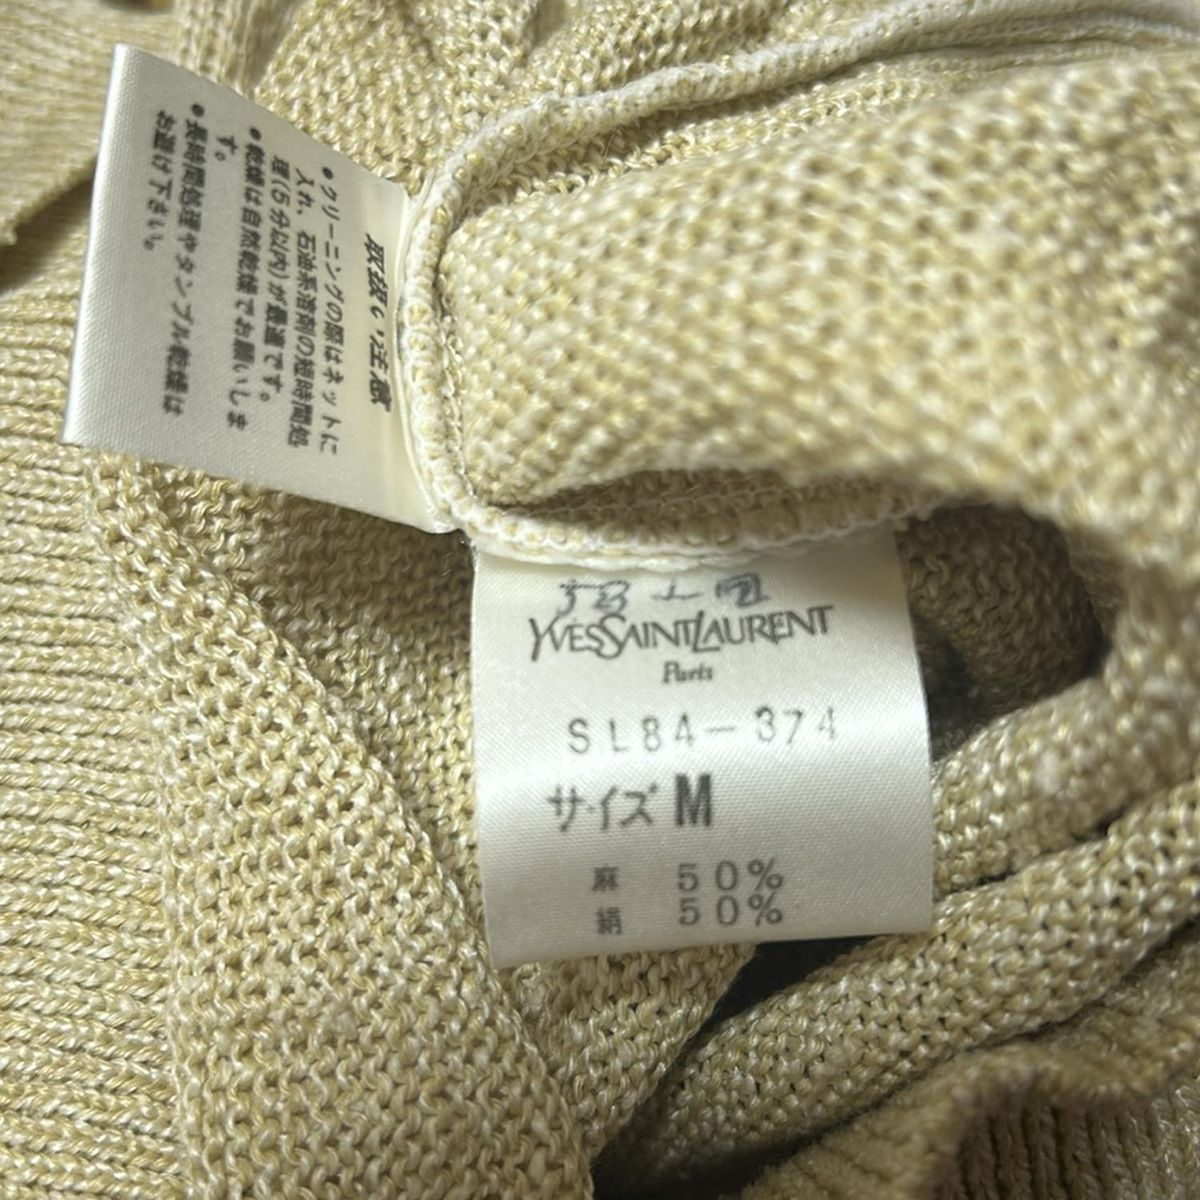 取扱い注意
●クリーニングの際はネットに
入れ、石油系溶剤の短時間処
理(5分以内)が最適です。
●乾燥は自然乾燥でお願いしま
す。
●長時間処理やタンブル乾燥は
お避け下さい。
YVESSAINTLAURENT
Paris
SL84-374
サイズ M
麻 50%
絹 50%